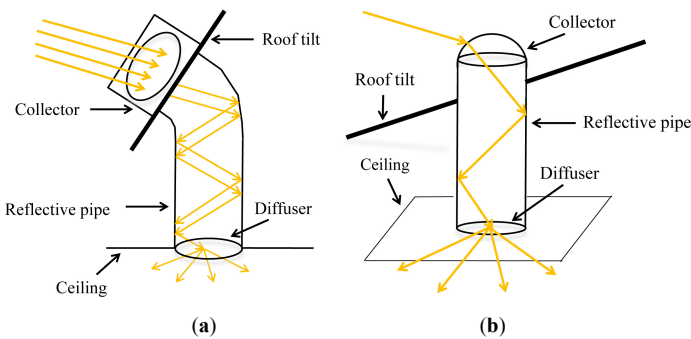 Roof tilt
Collector
Reflective pipe
Diffuser
Ceiling
(a)
Collector
Roof tilt
Reflective pipe
Ceiling
Diffuser
(b)